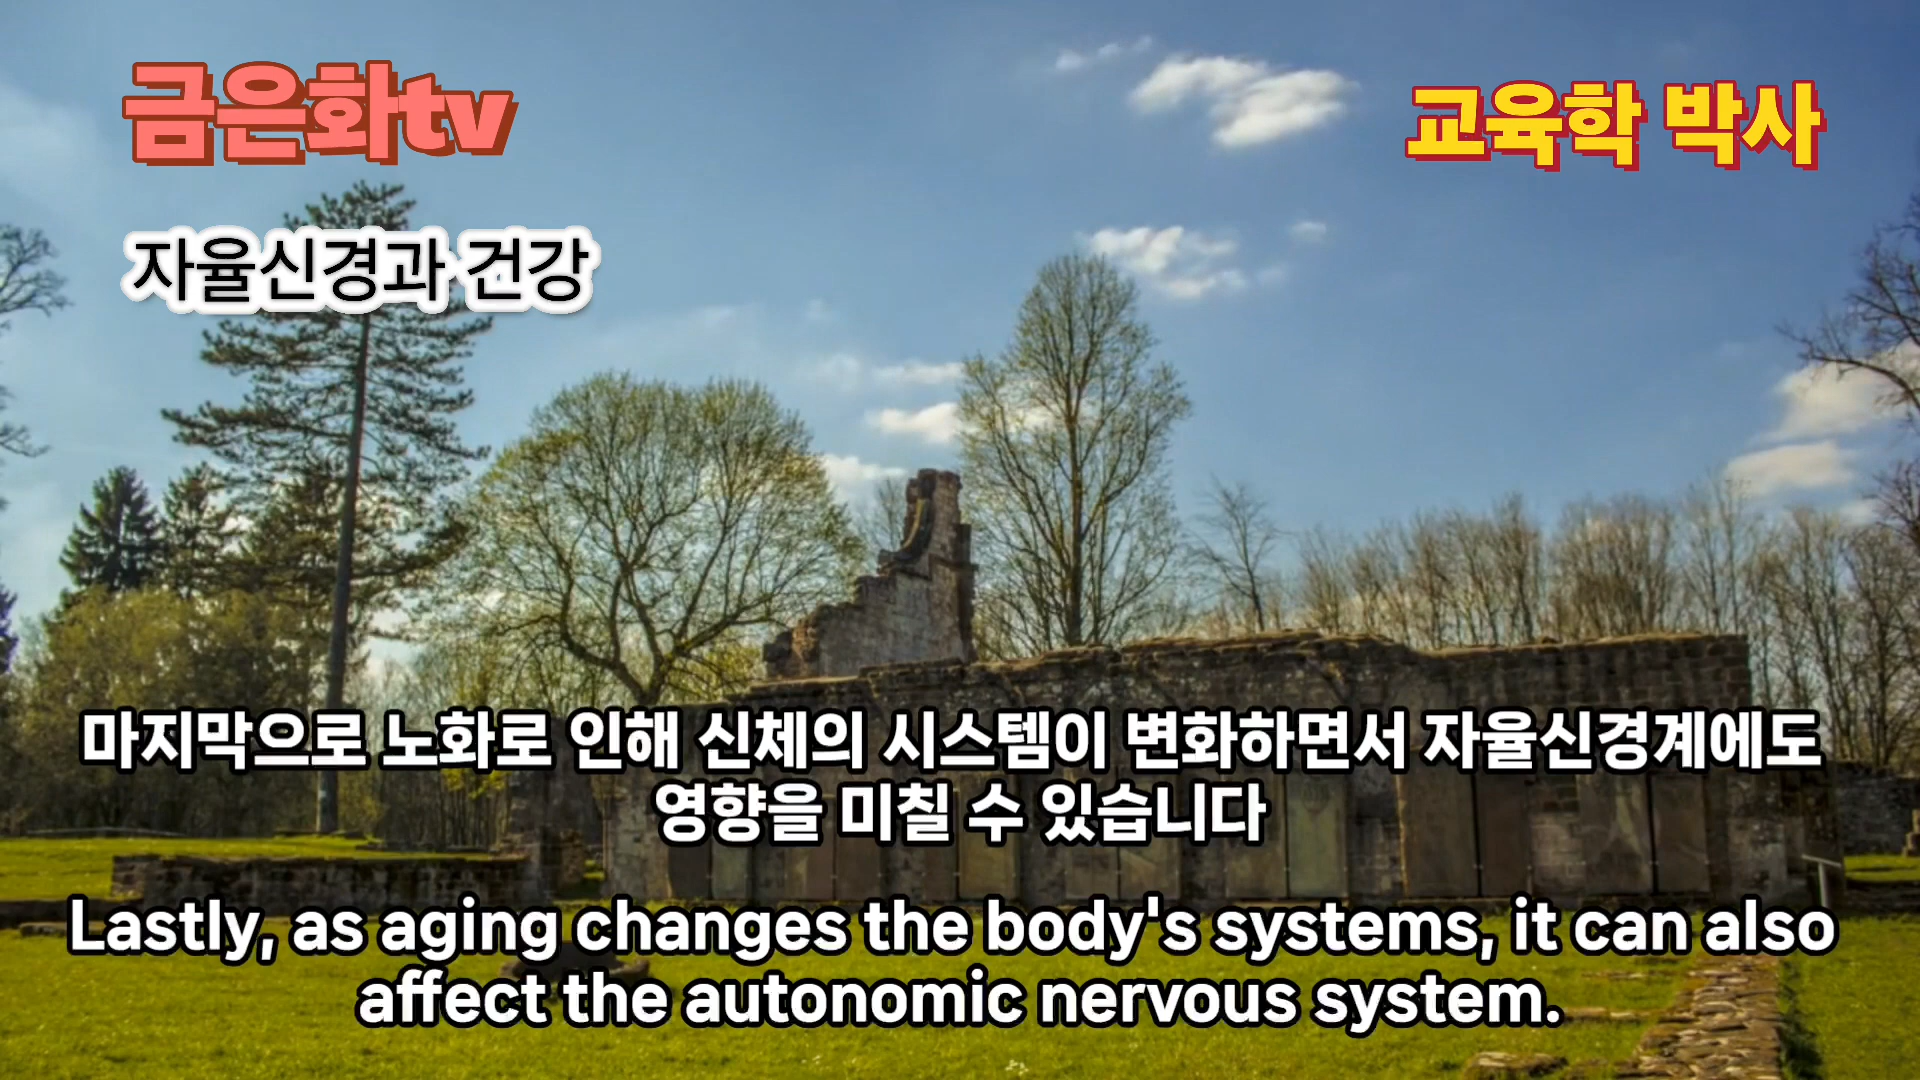 금은화tv
교육학 박사
자율신경과 건강
마지막으로 노화로 인해 신체의 시스템이 변화하면서 자율신경계에도
영향을 미칠 수 있습니다
Lastly, as aging changes the body's systems, it can also
affect the autonomic nervous system.